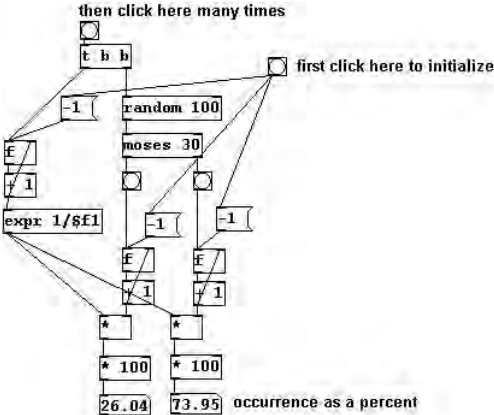 then click here many times
t b b
first click here to initialize
-1
random 100
f
moses 30
+ 1
expr 1/$f1
-1
-1
f
f
+ 1
+ 1
*
*
* 100
* 100
26.04
73.95
occurrence as a percent